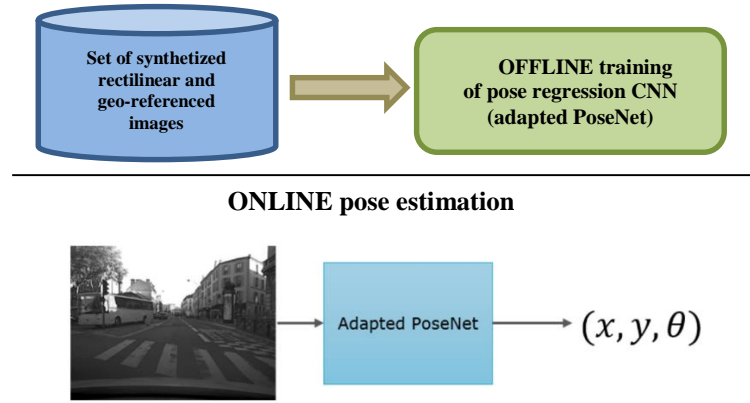 Set of synthetized
rectilinear and
geo-referenced
images
OFFLINE training
of pose regression CNN
(adapted PoseNet)
ONLINE pose estimation
Adapted PoseNet
(x, y, θ)